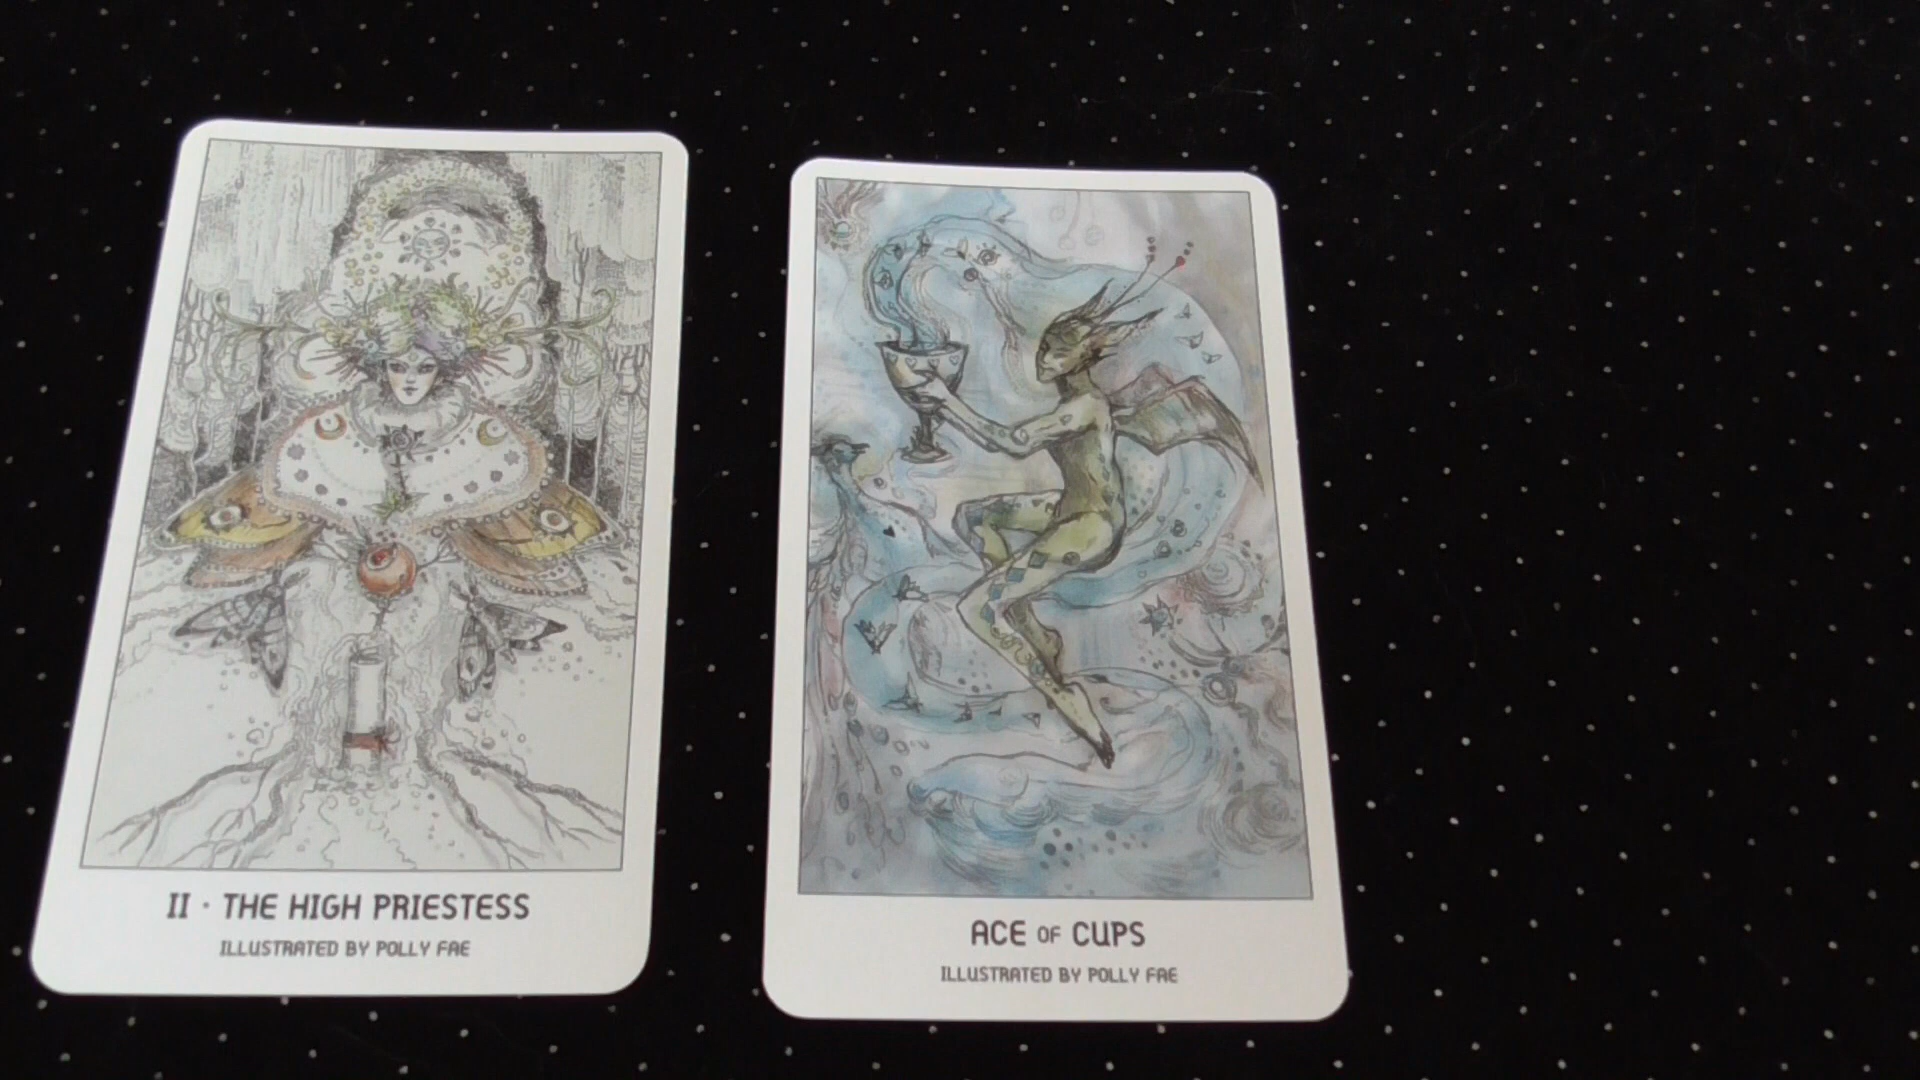 II · THE HIGH PRIESTESS
ILLUSTRATED BY POLLY FAE
ACE OF CUPS
ILLUSTRATED BY POLLY FAE